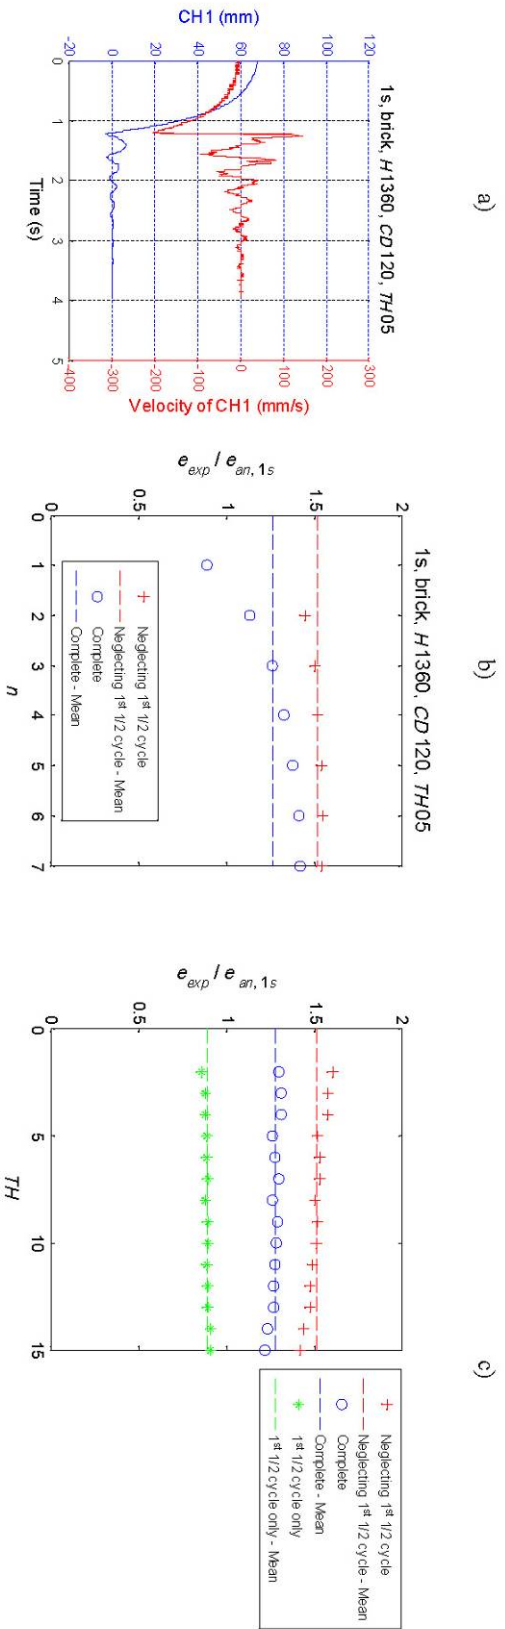 a)
1s, brick, H1360, CD120, TH05
CH1 (mm)
120
100
80
60
40
20
0
-20
0 1 2 3 4 5
Time (s)
300
200
100
0
-100
-200
-300
-400
Velocity of CH1 (mm/s)
b)
1s, brick, H1360, CD120, TH05
e exp / e an, 1s
2
1.5
1
0.5
0
0 1 2 3 4 5 6 7
n
Neglecting 1st 1/2 cycle
Neglecting 1st 1/2 cycle - Mean
Complete
Complete - Mean
c)
e exp / e an, 1s
2
1.5
1
0.5
0
0 5 10 15
TH
Neglecting 1st 1/2 cycle
Neglecting 1st 1/2 cycle - Mean
Complete
Complete - Mean
1st 1/2 cycle only
1st 1/2 cycle only - Mean